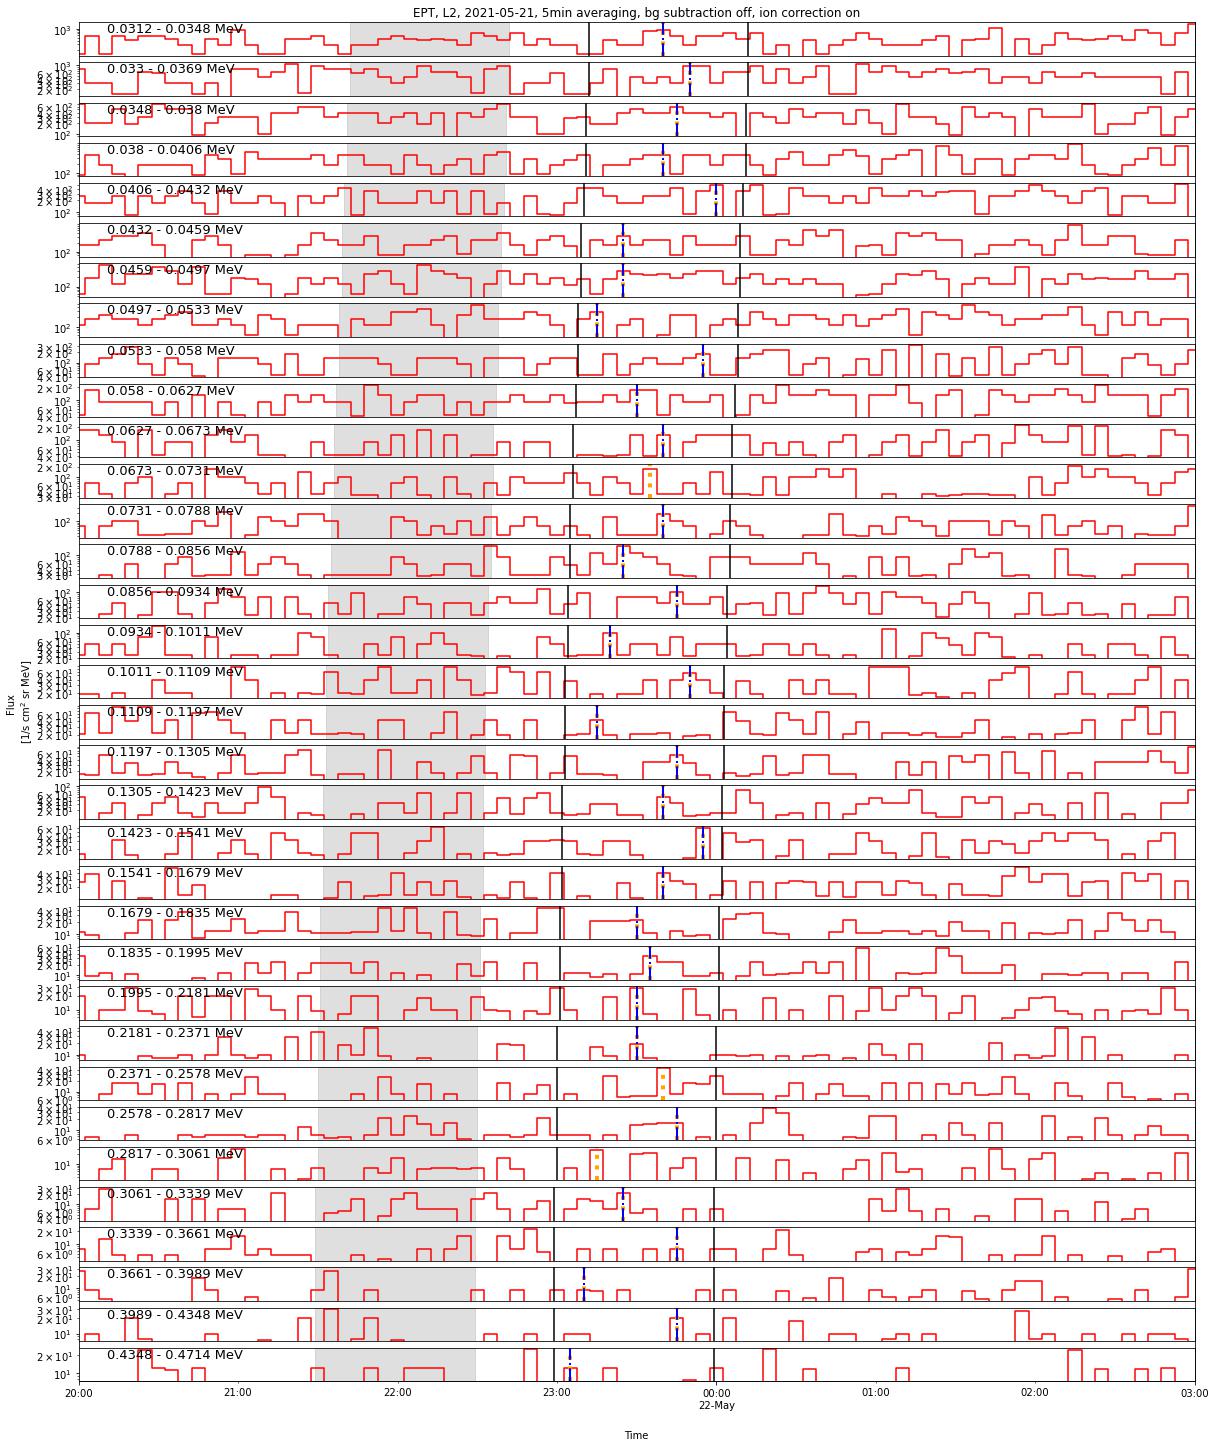 EPT, L2, 2021-05-21, 5min averaging, bg subtraction off, ion correction on
0.0312 - 0.0348 MeV
0.033 - 0.0369 MeV
0.0348 - 0.038 MeV
0.038 - 0.0406 MeV
0.0406 - 0.0432 MeV
0.0432 - 0.0459 MeV
0.0459 - 0.0497 MeV
0.0497 - 0.0533 MeV
0.0533 - 0.058 MeV
0.058 - 0.0627 MeV
0.0627 - 0.0673 MeV
0.0673 - 0.0731 MeV
0.0731 - 0.0788 MeV
0.0788 - 0.0856 MeV
0.0856 - 0.0934 MeV
0.0934 - 0.1011 MeV
0.1011 - 0.1109 MeV
0.1109 - 0.1197 MeV
0.1197 - 0.1305 MeV
0.1305 - 0.1423 MeV
0.1423 - 0.1541 MeV
0.1541 - 0.1679 MeV
0.1679 - 0.1835 MeV
0.1835 - 0.1995 MeV
0.1995 - 0.2181 MeV
0.2181 - 0.2371 MeV
0.2371 - 0.2578 MeV
0.2578 - 0.2817 MeV
0.2817 - 0.3061 MeV
0.3061 - 0.3339 MeV
0.3339 - 0.3661 MeV
0.3661 - 0.3989 MeV
0.3989 - 0.4348 MeV
0.4348 - 0.4714 MeV
Flux
[1/s cm² sr MeV]
20:00 21:00 22:00 23:00 00:00 01:00 02:00 03:00
22-May
Time